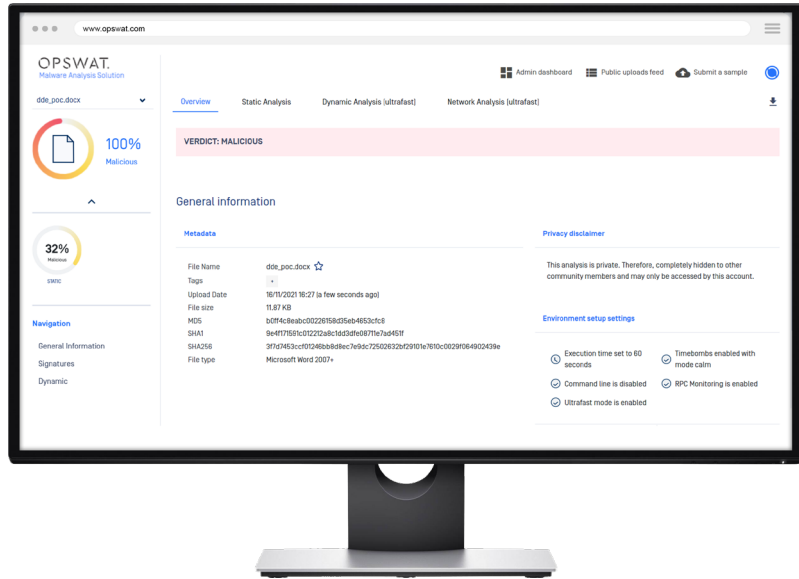 www.opswat.com
OPSWAT.
Malware Analysis Solution
Admin dashboard
Public uploads feed
Submit a sample
dde_poc.docx
Overview
Static Analysis
Dynamic Analysis (ultrafast)
Network Analysis (ultrafast)
100%
Malicious
VERDICT: MALICIOUS
32%
Malicious
STATIC
Navigation
General Information
Signatures
Dynamic
General information
Metadata
File Name dde_poc.docx
Tags +
Upload Date 16/11/2021 16:27 (a few seconds ago)
File size 11.87 KB
MD5 b0ff4c8eabc00226158d35eb4653cfc6
SHA1 9e4f171591c012212a8c1dd3dfe08711e7ad451f
SHA256 3f7d7453ccf01246bb8d8ec7e9dc72502632bf29101e7610c0029f064902439e
File type Microsoft Word 2007+
Privacy disclaimer
This analysis is private. Therefore, completely hidden to other
community members and may only be accessed by this account.
Environment setup settings
Execution time set to 60
seconds
Timebombs enabled with
mode calm
Command line is disabled
RPC Monitoring is enabled
Ultrafast mode is enabled